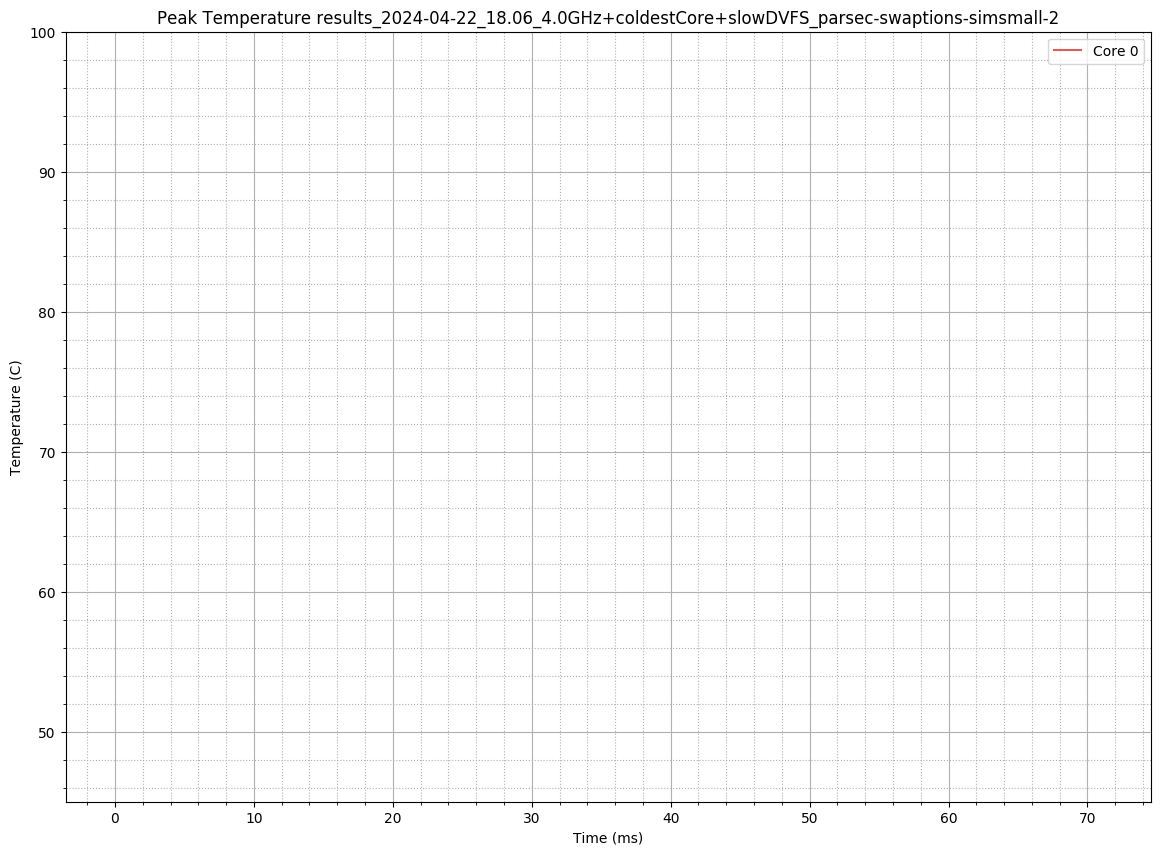 Peak Temperature results_2024-04-22_18.06_4.0GHz+coldestCore+slowDVFS_parsec-swaptions-simsmall-2
Core 0
100
90
80
70
60
50
Temperature (C)
0 10 20 30 40 50 60 70
Time (ms)